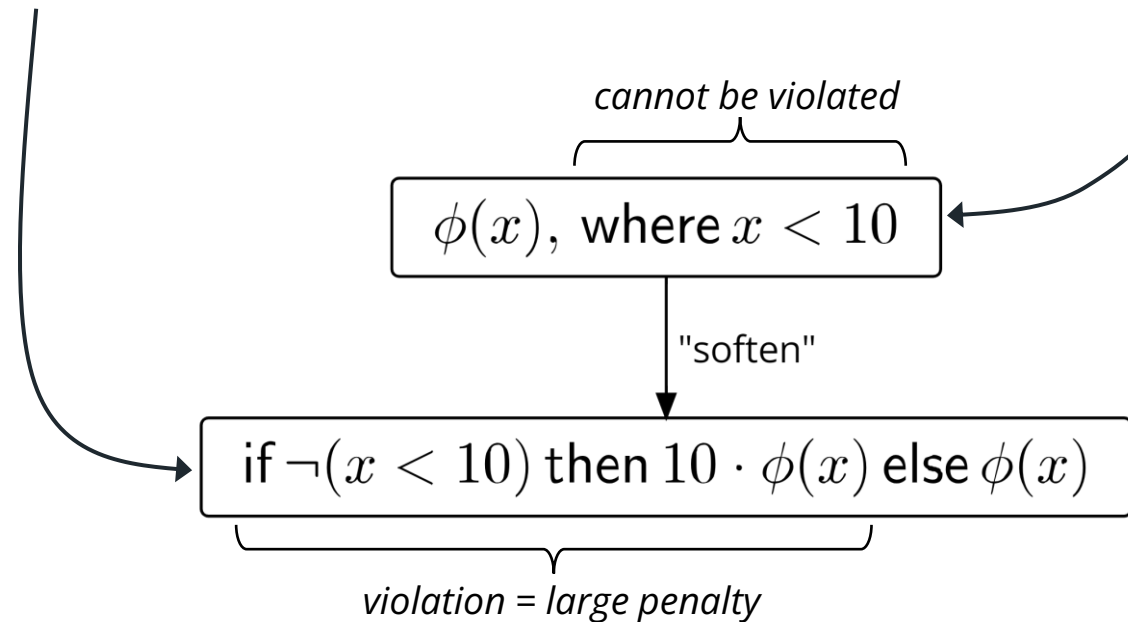 cannot be violated
ϕ(x), where x < 10
"soften"
if ¬(x < 10) then 10 · ϕ(x) else ϕ(x)
violation = large penalty